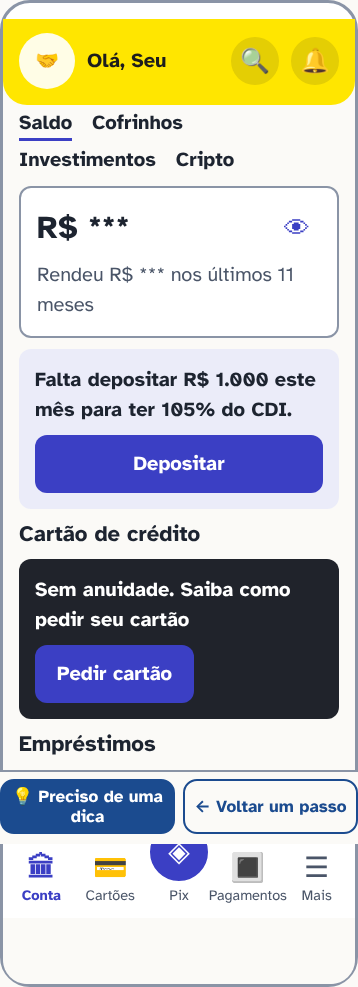 Olá, Seu
Saldo Cofrinhos
Investimentos Cripto
R$ ***
Rendeu R$ *** nos últimos 11
meses
Falta depositar R$ 1.000 este
mês para ter 105% do CDI.
Depositar
Cartão de crédito
Sem anuidade. Saiba como
pedir seu cartão
Pedir cartão
Empréstimos
💡 Preciso de uma
dica
← Voltar um passo
Conta Cartões Pix Pagamentos Mais